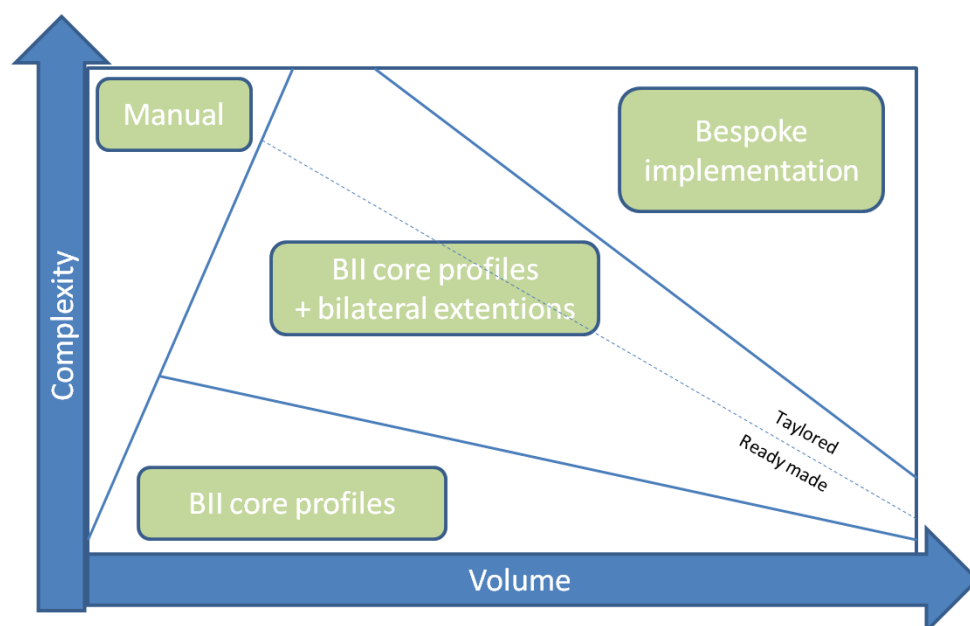 Manual
Bespoke
implementation
BII core profiles
+ bilateral extentions
Complexity
Taylored
Ready made
BII core profiles
Volume